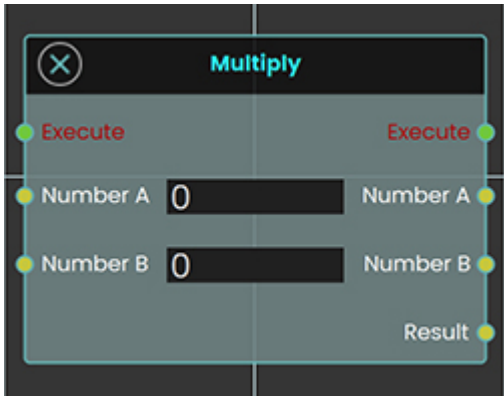 Multiply
Execute Execute
Number A 0 Number A
Number B 0 Number B
Result